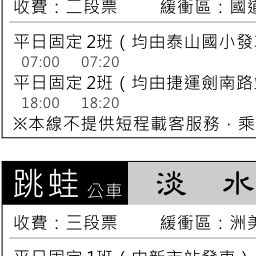 收費：二段票 緩衝區：國道
平日固定 2班 ( 均由泰山國小發
07:00 07:20
平日固定 2班 ( 均由捷運劍南路
18:00 18:20
※本線不提供短程載客服務，乘
跳蛙公車 淡水
收費：三段票 緩衝區：洲美
平日固定 1班 ( 由新市站發車 )